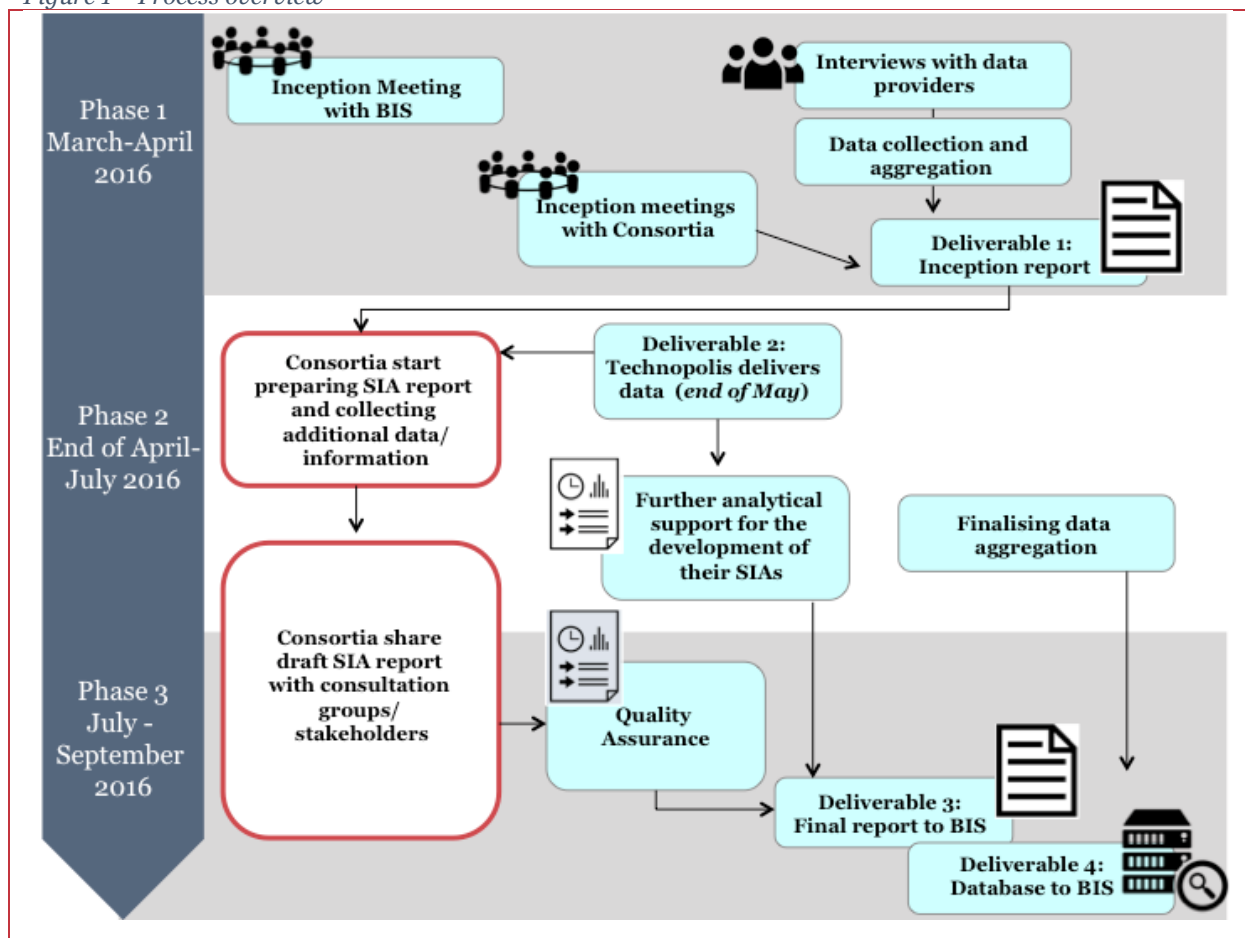 Figure 1 – Process overview
Phase 1
March-April
2016
Inception Meeting
with BIS
Interviews with data
providers
Data collection and
aggregation
Inception meetings
with Consortia
Deliverable 1:
Inception report
Phase 2
End of April-
July 2016
Consortia start
preparing SIA report
and collecting
additional data/
information
Deliverable 2:
Technopolis delivers
data (end of May)
Further analytical
support for the
development of
their SIAs
Finalising data
aggregation
Phase 3
July -
September
2016
Consortia share
draft SIA report
with consultation
groups/
stakeholders
Quality
Assurance
Deliverable 3:
Final report to BIS
Deliverable 4:
Database to BIS